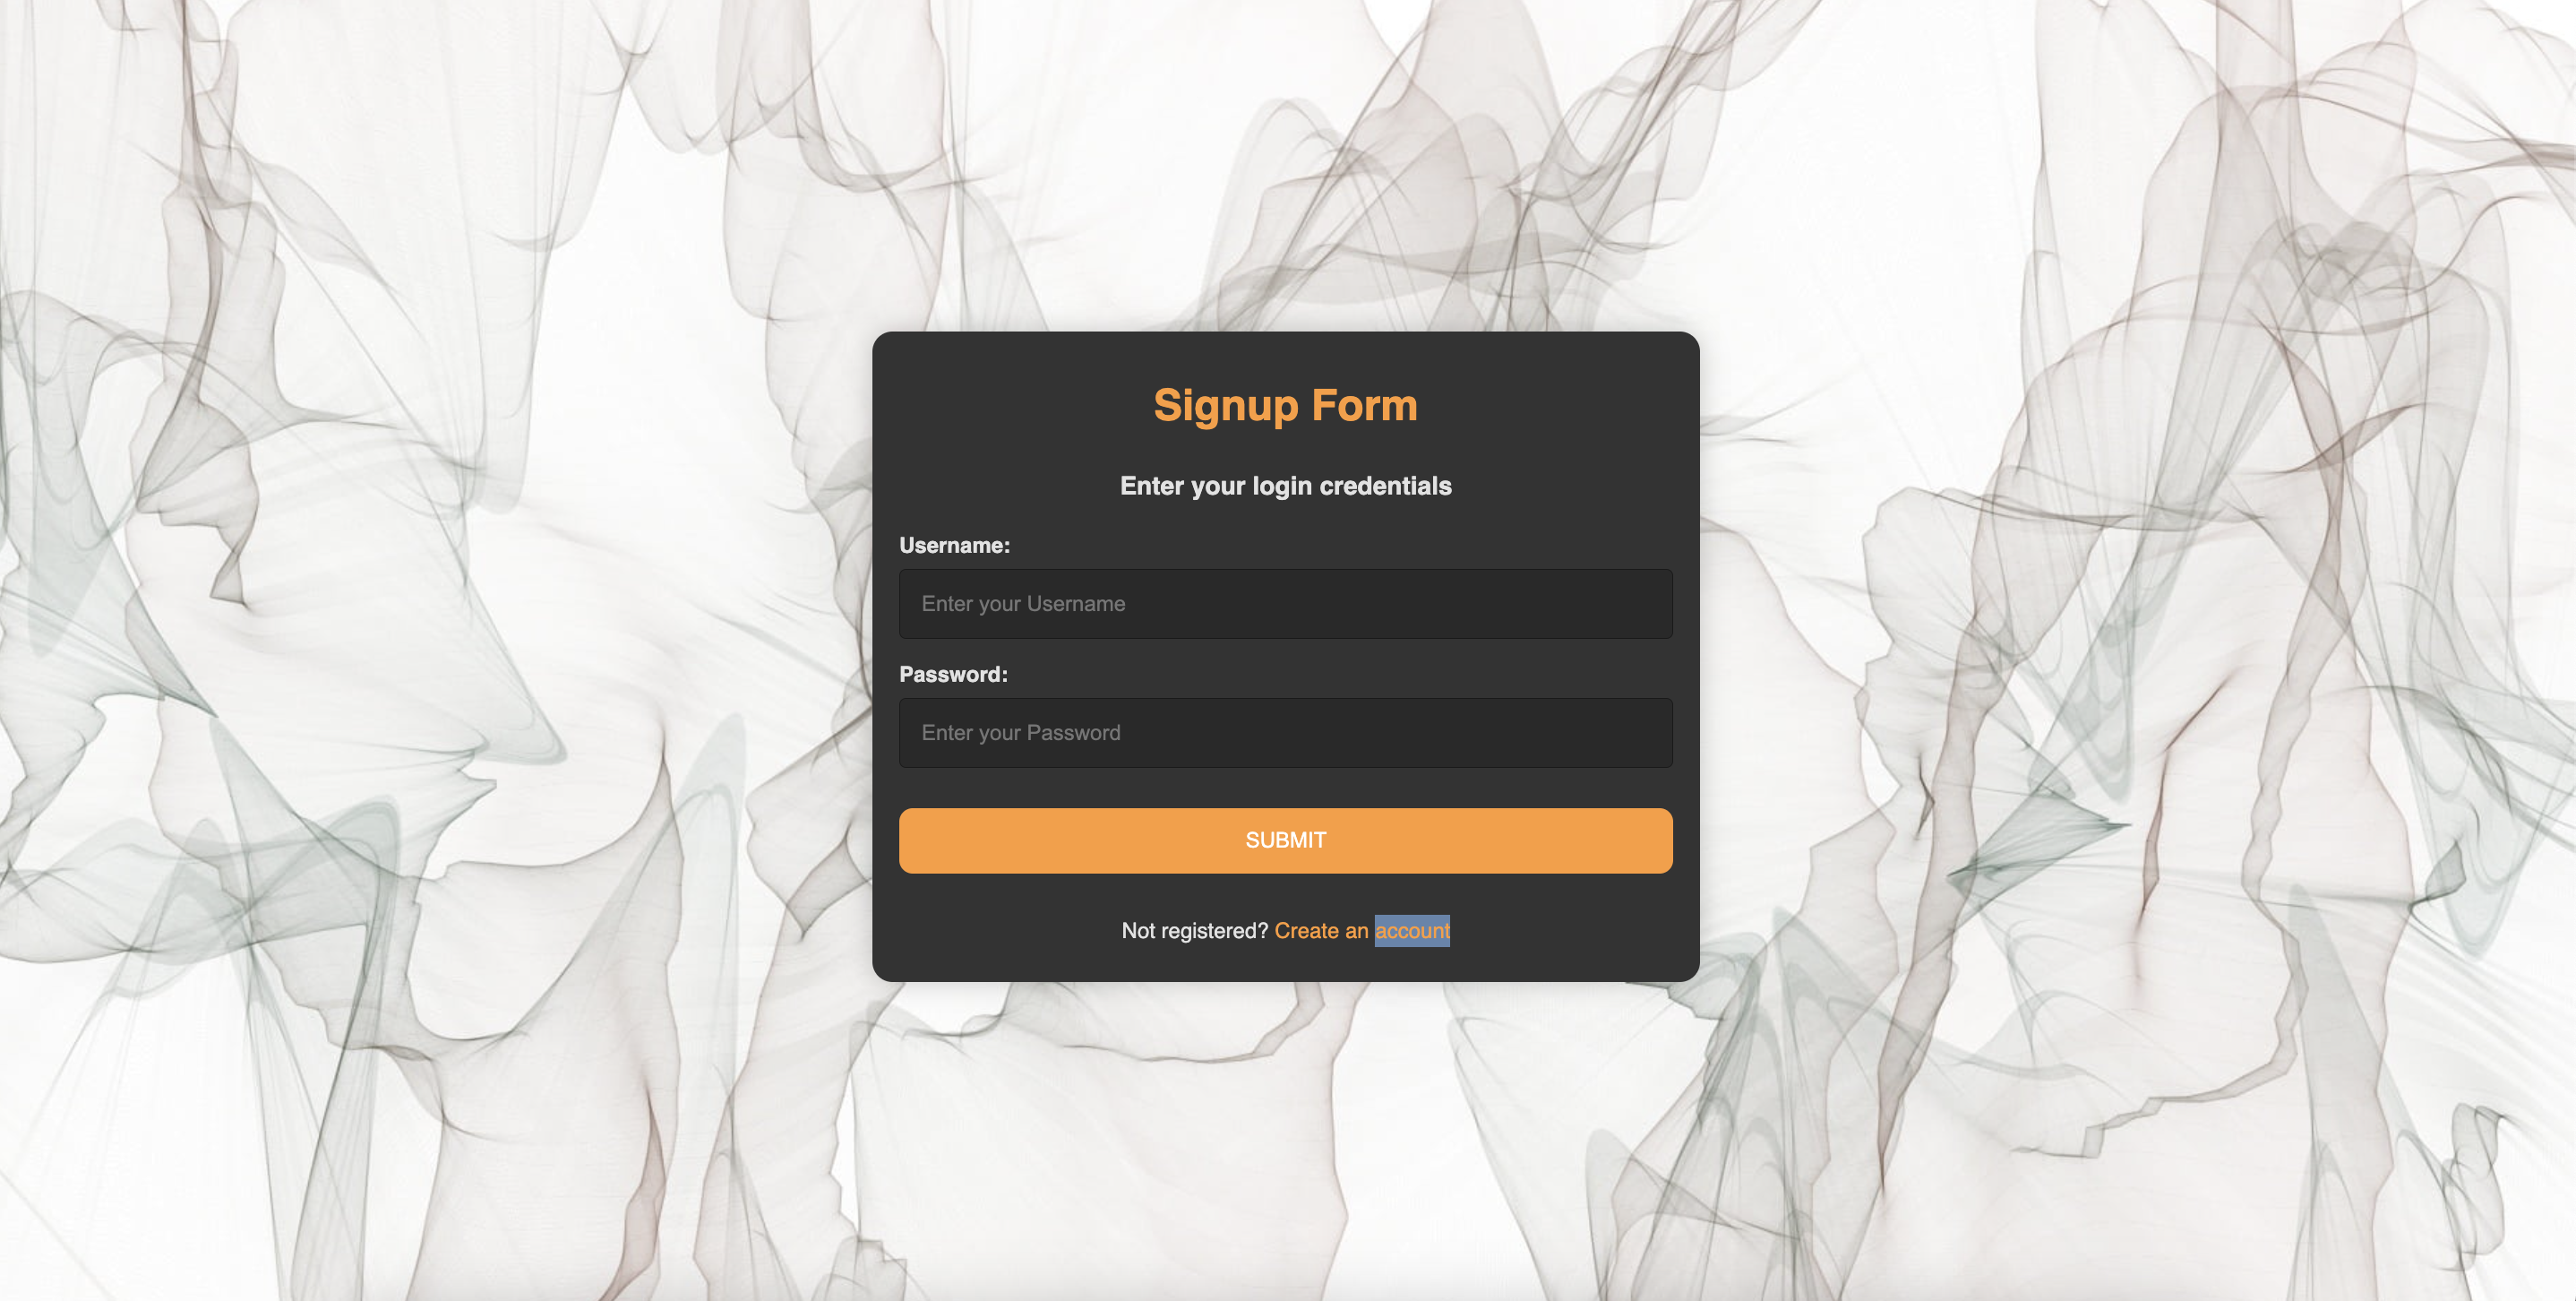 Signup Form
Enter your login credentials
Username:
Enter your Username
Password:
Enter your Password
SUBMIT
Not registered? Create an account